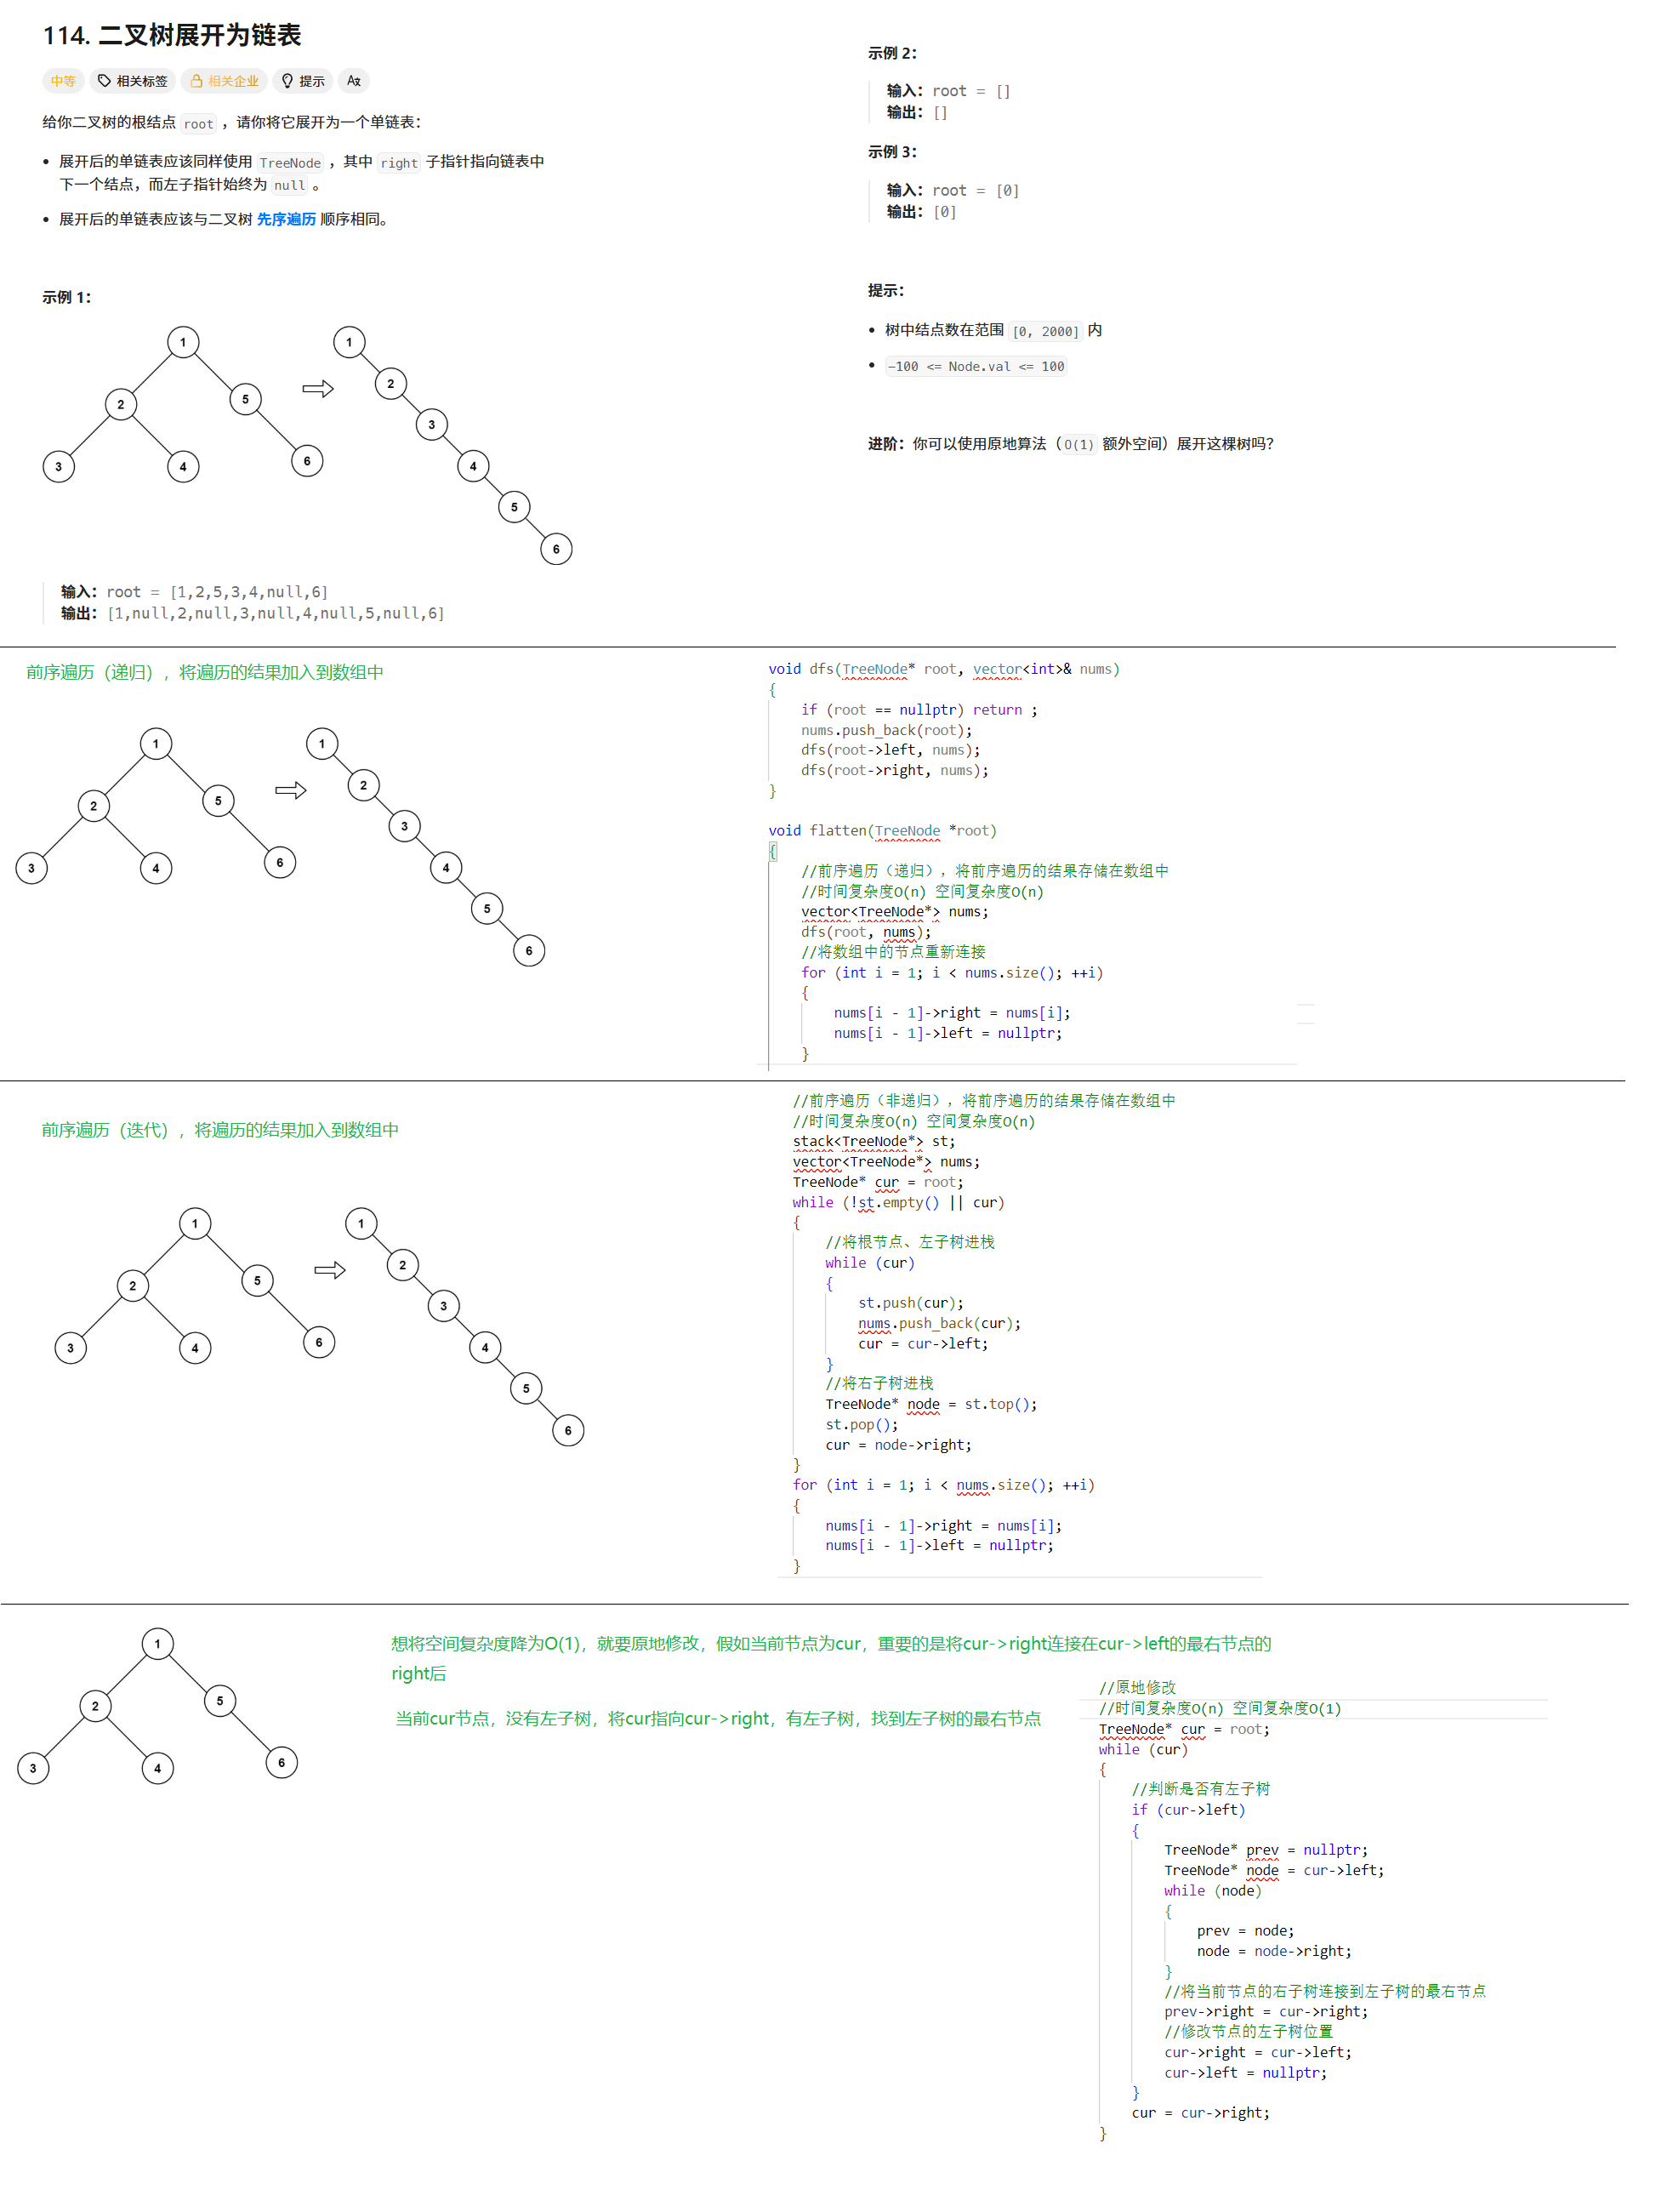 114. 二叉树展开为链表
中等 相关标签 相关企业 提示 Aあ
给你二叉树的根结点 root ，请你将它展开为一个单链表：
• 展开后的单链表应该同样使用 TreeNode ，其中 right 子指针指向链表中
下一个结点，而左子指针始终为 null 。
• 展开后的单链表应该与二叉树 先序遍历 顺序相同。
示例 1：
1
2
5
3
4
6
1
2
3
4
5
6
输入：root = [1,2,5,3,4,null,6]
输出：[1,null,2,null,3,null,4,null,5,null,6]
示例 2：
输入：root = []
输出：[]
示例 3：
输入：root = [0]
输出：[0]
提示：
• 树中结点数在范围 [0, 2000] 内
• -100 <= Node.val <= 100
进阶：你可以使用原地算法（O(1) 额外空间）展开这棵树吗？
前序遍历（递归），将遍历的结果加入到数组中
1
2
5
3
4
6
1
2
3
4
5
6
void dfs(TreeNode* root, vector<int>& nums)
{
if (root == nullptr) return ;
nums.push_back(root);
dfs(root->left, nums);
dfs(root->right, nums);
}
void flatten(TreeNode *root)
{
//前序遍历（递归），将前序遍历的结果存储在数组中
//时间复杂度O(n) 空间复杂度O(n)
vector<TreeNode*> nums;
dfs(root, nums);
//将数组中的节点重新连接
for (int i = 1; i < nums.size(); ++i)
{
nums[i - 1]->right = nums[i];
nums[i - 1]->left = nullptr;
}
前序遍历（迭代），将遍历的结果加入到数组中
1
2
5
3
4
6
1
2
3
4
5
6
//前序遍历（非递归），将前序遍历的结果存储在数组中
//时间复杂度O(n) 空间复杂度O(n)
stack<TreeNode*> st;
vector<TreeNode*> nums;
TreeNode* cur = root;
while (!st.empty() || cur)
{
//将根节点、左子树进栈
while (cur)
{
st.push(cur);
nums.push_back(cur);
cur = cur->left;
}
//将右子树进栈
TreeNode* node = st.top();
st.pop();
cur = node->right;
}
for (int i = 1; i < nums.size(); ++i)
{
nums[i - 1]->right = nums[i];
nums[i - 1]->left = nullptr;
}
1
2
5
3
4
6
想将空间复杂度降为O(1)，就要原地修改，假如当前节点为cur，重要的是将cur->right连接在cur->left的最右节点的
right后
当前cur节点，没有左子树，将cur指向cur->right，有左子树，找到左子树的最右节点
//原地修改
//时间复杂度O(n) 空间复杂度O(1)
TreeNode* cur = root;
while (cur)
{
//判断是否有左子树
if (cur->left)
{
TreeNode* prev = nullptr;
TreeNode* node = cur->left;
while (node)
{
prev = node;
node = node->right;
}
//将当前节点的右子树连接到左子树的最右节点
prev->right = cur->right;
//修改节点的左子树位置
cur->right = cur->left;
cur->left = nullptr;
}
cur = cur->right;
}